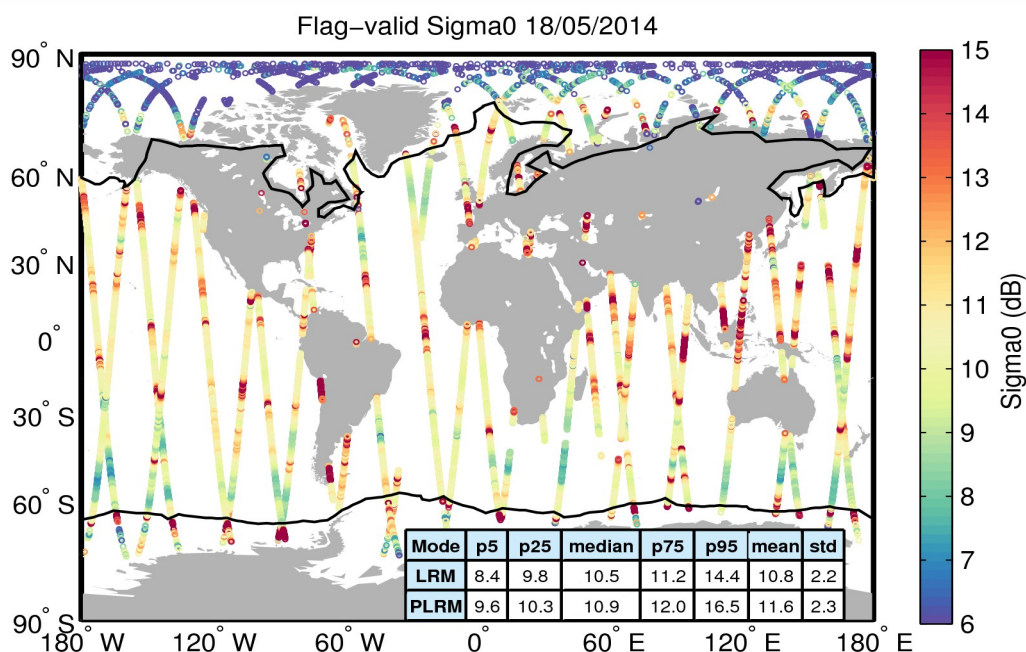 Flag−valid Sigma0 18/05/2014
90° N
60° N
30° N
0°
30° S
60° S
90° S
180° W
120° W
60° W
0°
60° E
120° E
180° E
15
14
13
12
11
10
9
8
7
6
Sigma0 (dB)
Mode p5 p25 median p75 p95 mean std
LRM 8.4 9.8 10.5 11.2 14.4 10.8 2.2
PLRM 9.6 10.3 10.9 12.0 16.5 11.6 2.3